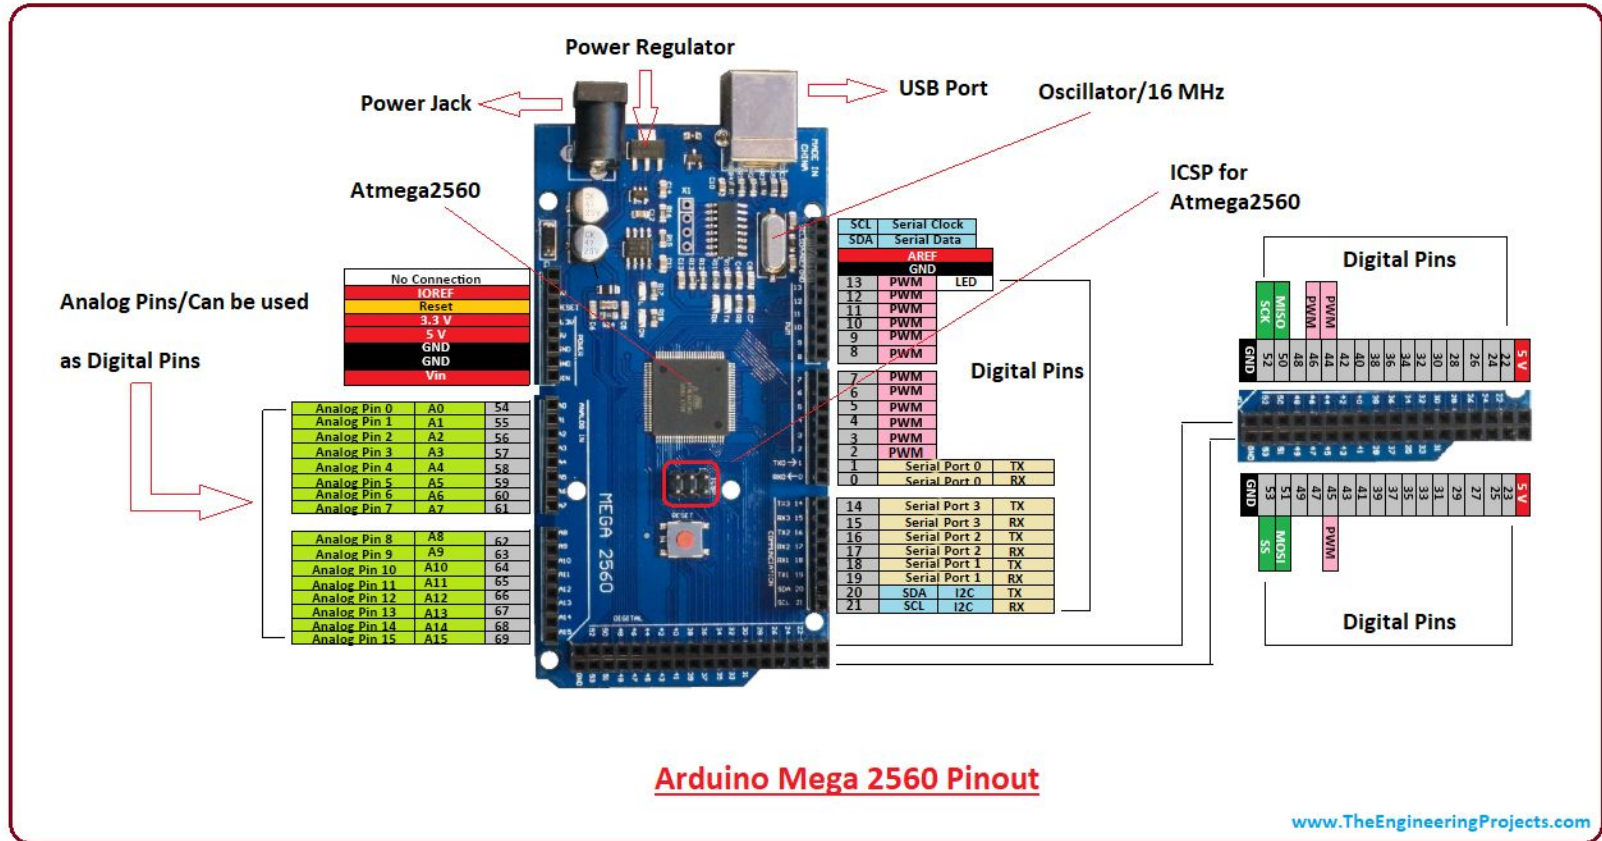 Power Regulator
Power Jack
USB Port
Oscillator/16 MHz
Atmega2560
ICSP for
Atmega2560
MADE IN
CHINA
Analog Pins/Can be used
as Digital Pins
No Connection
IOREF
Reset
3.3 V
5 V
GND
GND
Vin
Analog Pin 0 A0 54
Analog Pin 1 A1 55
Analog Pin 2 A2 56
Analog Pin 3 A3 57
Analog Pin 4 A4 58
Analog Pin 5 A5 59
Analog Pin 6 A6 60
Analog Pin 7 A7 61
Analog Pin 8 A8 62
Analog Pin 9 A9 63
Analog Pin 10 A10 64
Analog Pin 11 A11 65
Analog Pin 12 A12 66
Analog Pin 13 A13 67
Analog Pin 14 A14 68
Analog Pin 15 A15 69
X1
POWER
ANALOG IN
PWM
RESET
MEGA 2560
COMMUNICATION
DIGITAL
SCL Serial Clock
SDA Serial Data
AREF
GND
13 PWM LED
12 PWM
11 PWM
10 PWM
9 PWM
8 PWM
7 PWM
6 PWM
5 PWM
4 PWM
3 PWM
2 PWM
1 Serial Port 0 TX
0 Serial Port 0 RX
14 Serial Port 3 TX
15 Serial Port 3 RX
16 Serial Port 2 TX
17 Serial Port 2 RX
18 Serial Port 1 TX
19 Serial Port 1 RX
20 SDA I2C TX
21 SCL I2C RX
Digital Pins
Digital Pins
SCK MISO PWM PWM
GND 52 50 48 46 44 42 40 38 36 34 32 30 28 26 24 22 5 V
GND 53 51 49 47 45 43 41 39 37 35 33 31 29 27 25 23 5 V
SS MOSI PWM
Digital Pins
Arduino Mega 2560 Pinout
www.TheEngineeringProjects.com